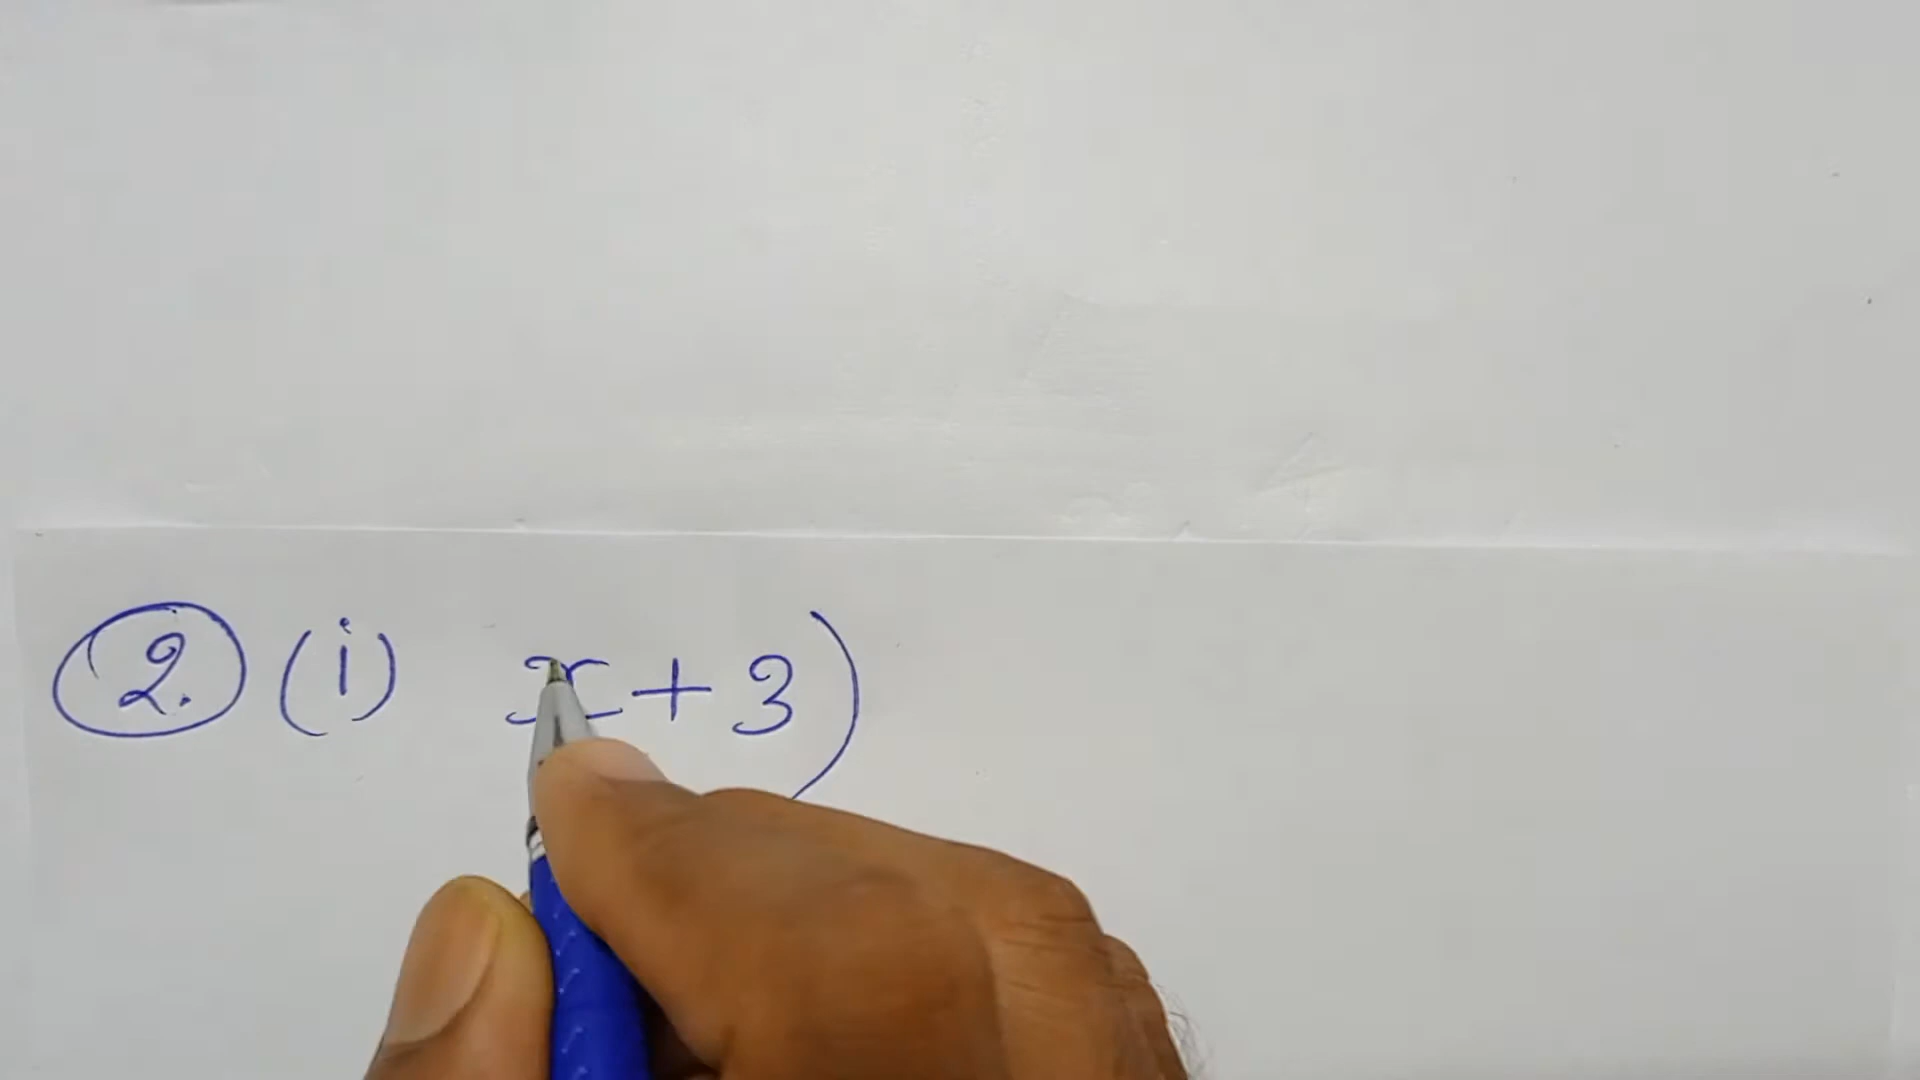 2. (i) x + 3)